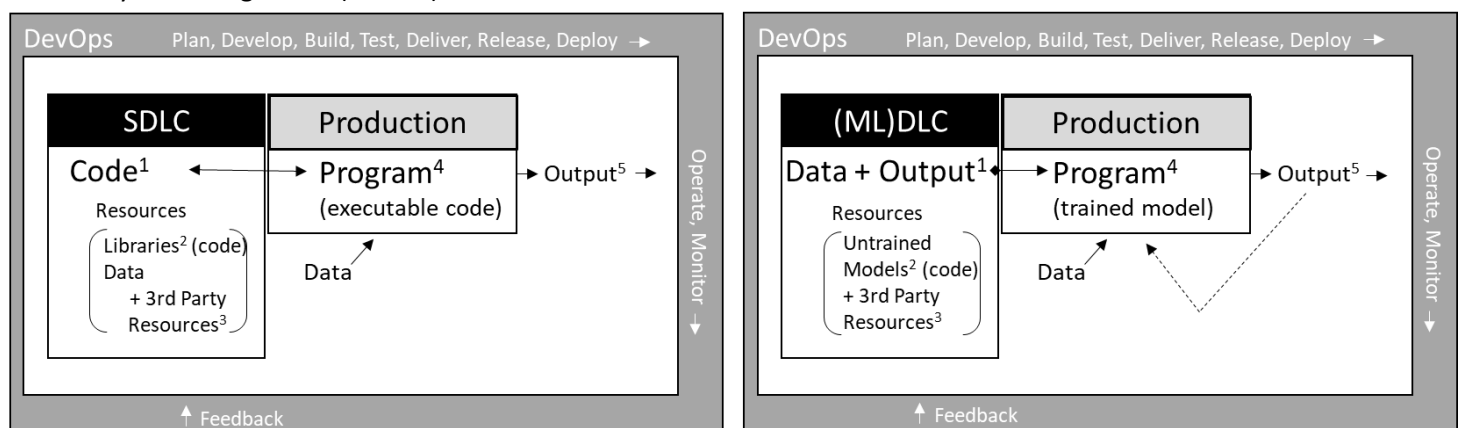 DevOps Plan, Develop, Build, Test, Deliver, Release, Deploy →
SDLC
Production
Code¹
Program⁴
(executable code)
Output⁵
Resources
Libraries² (code)
Data
+ 3rd Party
Resources³
Data
Operate, Monitor →
↑ Feedback
DevOps Plan, Develop, Build, Test, Deliver, Release, Deploy →
(ML)DLC
Production
Data + Output¹
Program⁴
(trained model)
Output⁵
Resources
Untrained
Models² (code)
+ 3rd Party
Resources³
Data
Operate, Monitor →
↑ Feedback